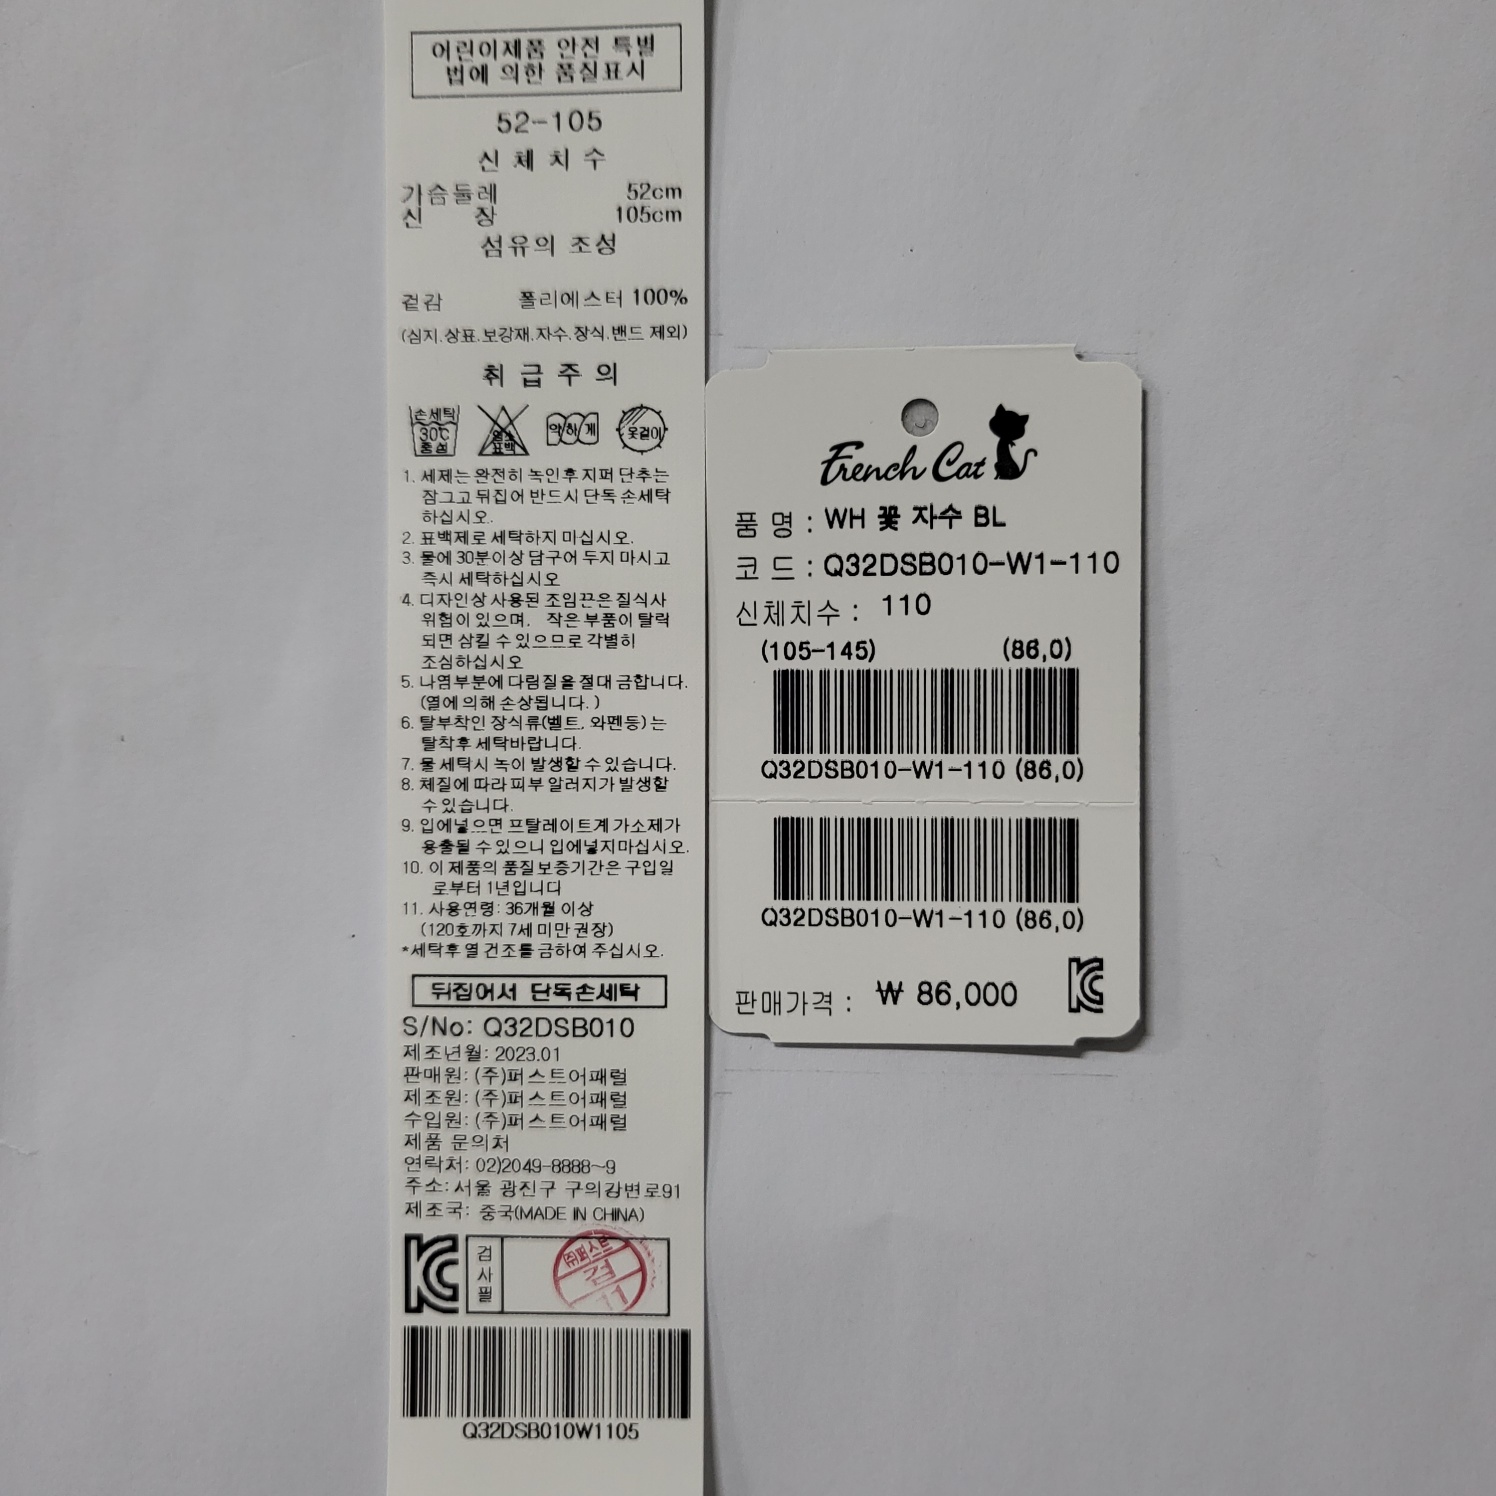 어린이제품 안전 특별
법에 의한 품질표시
52-105
신 체 치 수
가슴둘레 52cm
신 장 105cm
섬유의 조성
겉감 폴리에스터 100%
(심지.상표.보강재.자수.장식.밴드 제외)
취 급 주 의
손세탁
30℃
중성
염소
표백
약하게
옷걸이
1. 세제는 완전히 녹인후 지퍼 단추는
잠그고 뒤집어 반드시 단독 손세탁
하십시오.
2. 표백제로 세탁하지 마십시오.
3. 물에 30분이상 담구어 두지 마시고
즉시 세탁하십시오
4. 디자인상 사용된 조임끈은 질식사
위험이 있으며, 작은 부품이 탈락
되면 삼킬 수 있으므로 각별히
조심하십시오
5. 나염부분에 다림질을 절대 금합니다.
(열에 의해 손상됩니다. )
6. 탈부착인 장식류(벨트, 와펜등) 는
탈착후 세탁바랍니다.
7. 물 세탁시 녹이 발생할 수 있습니다.
8. 체질에 따라 피부 알러지가 발생할
수 있습니다.
9. 입에넣으면 프탈레이트계 가소제가
용출될 수 있으니 입에넣지마십시오.
10. 이 제품의 품질 보증기간은 구입일
로부터 1년입니다
11. 사용연령: 36개월 이상
(120호까지 7세 미만 권장)
*세탁후 열 건조를 금하여 주십시오.
뒤집어서 단독손세탁
S/No: Q32DSB010
제조년월: 2023.01
판매원: (주)퍼스트어패럴
제조원: (주)퍼스트어패럴
수입원: (주)퍼스트어패럴
제품 문의처
연락처: 02)2049-8888~9
주소: 서울 광진구 구의강변로91
제조국: 중국(MADE IN CHINA)
KC
검사필
㈜퍼스트
검
11
Q32DSB010W1105
French Cat
품 명 : WH 꽃 자수 BL
코 드 : Q32DSB010-W1-110
신체치수 : 110
(105-145) (86,0)
Q32DSB010-W1-110 (86,0)
Q32DSB010-W1-110 (86,0)
판매가격 : ₩ 86,000
KC